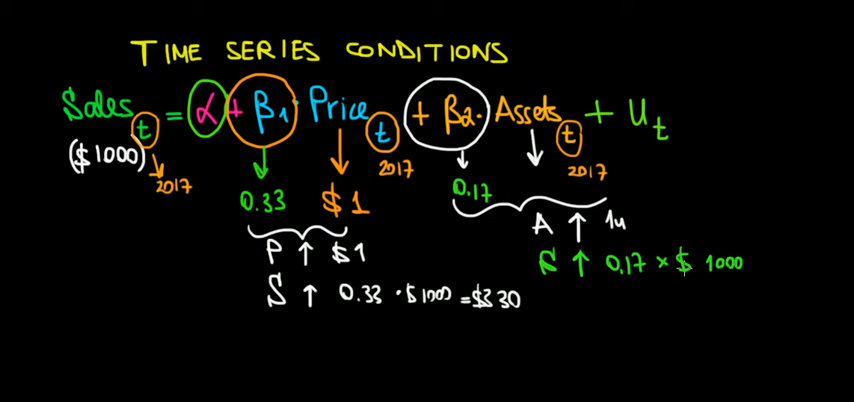 TIME SERIES CONDITIONS
Sales t = α + β1 · Price t + β2 · Assets t + Ut
($1000) 2017 2017 2017
0.33 $1 0.17
P ↑ $1 A ↑ 1u
S ↑ 0.33 · $1000 = $330 S ↑ 0.17 × $ 1000